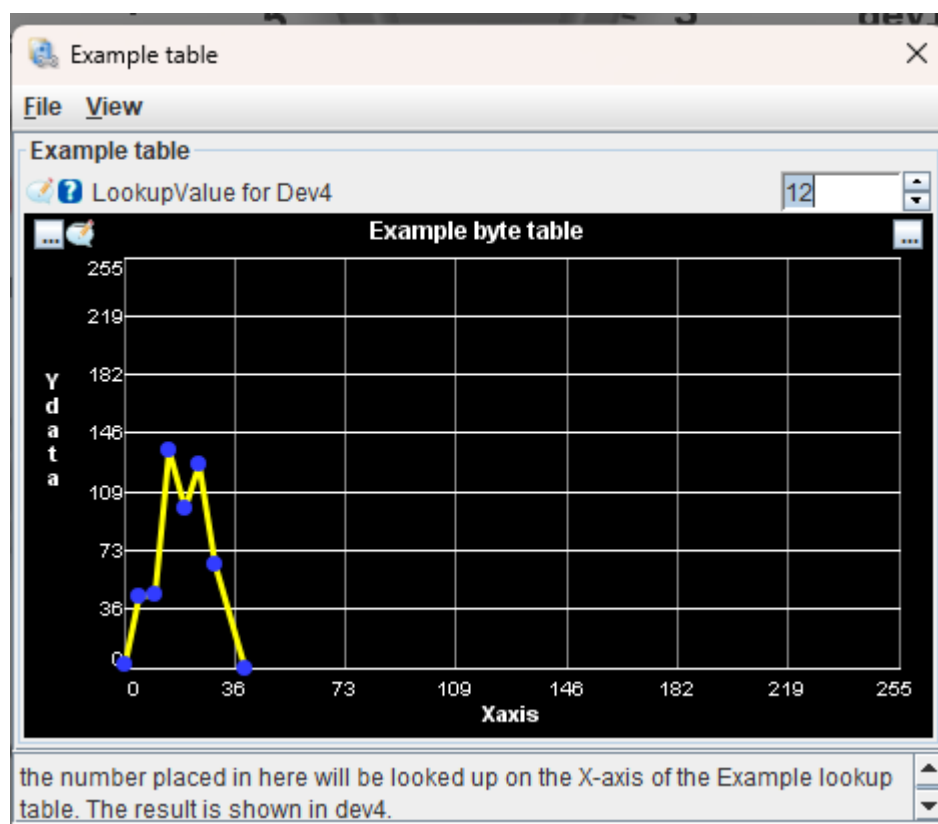 Example table
File View
Example table
LookupValue for Dev4 12
... Example byte table ...
255
219
182
146
109
73
36
0
Y
d
a
t
a
0 36 73 109 146 182 219 255
Xaxis
the number placed in here will be looked up on the X-axis of the Example lookup
table. The result is shown in dev4.